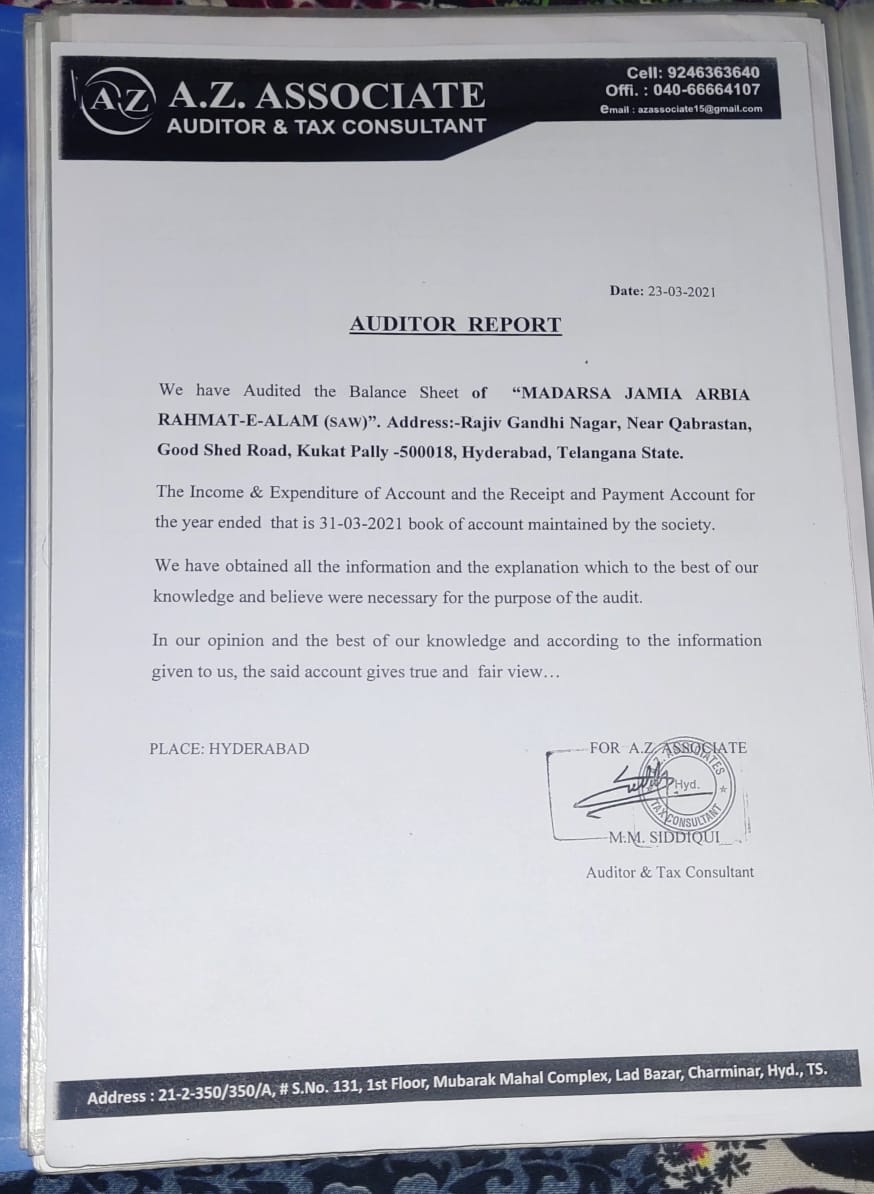 AZ
A.Z. ASSOCIATE
AUDITOR & TAX CONSULTANT
Cell: 9246363640
Offi. : 040-66664107
email : azassociate15@gmail.com
Date: 23-03-2021
AUDITOR REPORT
We have Audited the Balance Sheet of “MADARSA JAMIA ARBIA
RAHMAT-E-ALAM (SAW)”. Address:-Rajiv Gandhi Nagar, Near Qabrastan,
Good Shed Road, Kukat Pally -500018, Hyderabad, Telangana State.
The Income & Expenditure of Account and the Receipt and Payment Account for
the year ended that is 31-03-2021 book of account maintained by the society.
We have obtained all the information and the explanation which to the best of our
knowledge and believe were necessary for the purpose of the audit.
In our opinion and the best of our knowledge and according to the information
given to us, the said account gives true and fair view…
PLACE: HYDERABAD
FOR A.Z. ASSOCIATE
ASSOCIATES
Hyd.
TAX CONSULTANT
M.M. SIDDIQUI
Auditor & Tax Consultant
Address : 21-2-350/350/A, # S.No. 131, 1st Floor, Mubarak Mahal Complex, Lad Bazar, Charminar, Hyd., TS.